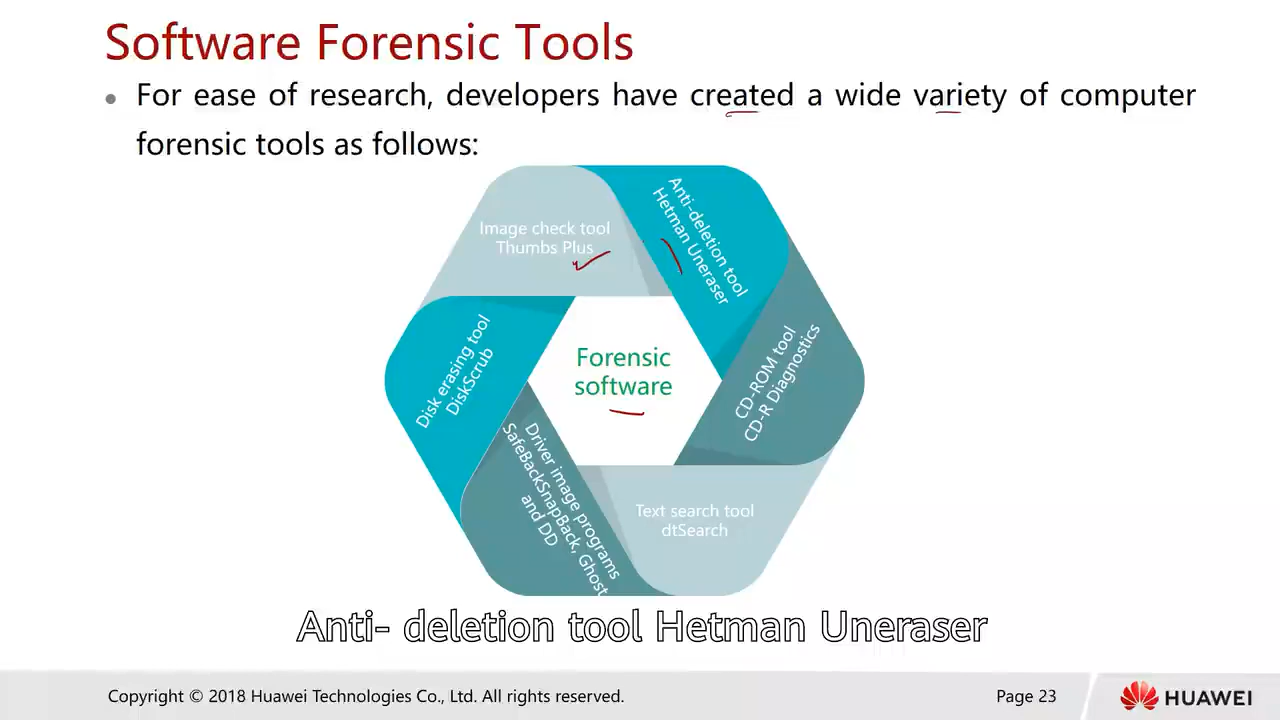 Software Forensic Tools
• For ease of research, developers have created a wide variety of computer
forensic tools as follows:
Image check tool
Thumbs Plus
Anti-deletion tool
Hetman Uneraser
CD-ROM tool
CD-R Diagnostics
Text search tool
dtSearch
Driver image programs
SafeBackSnapBack, Ghost
and DD
Disk erasing tool
DiskScrub
Forensic
software
Anti- deletion tool Hetman Uneraser
Copyright © 2018 Huawei Technologies Co., Ltd. All rights reserved.
Page 23
HUAWEI